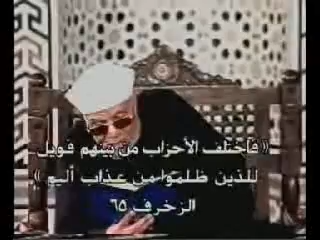 « فاختلف الأحزاب من بينهم فويل
للذين ظلموا من عذاب أليم »
الزخرف ٦٥